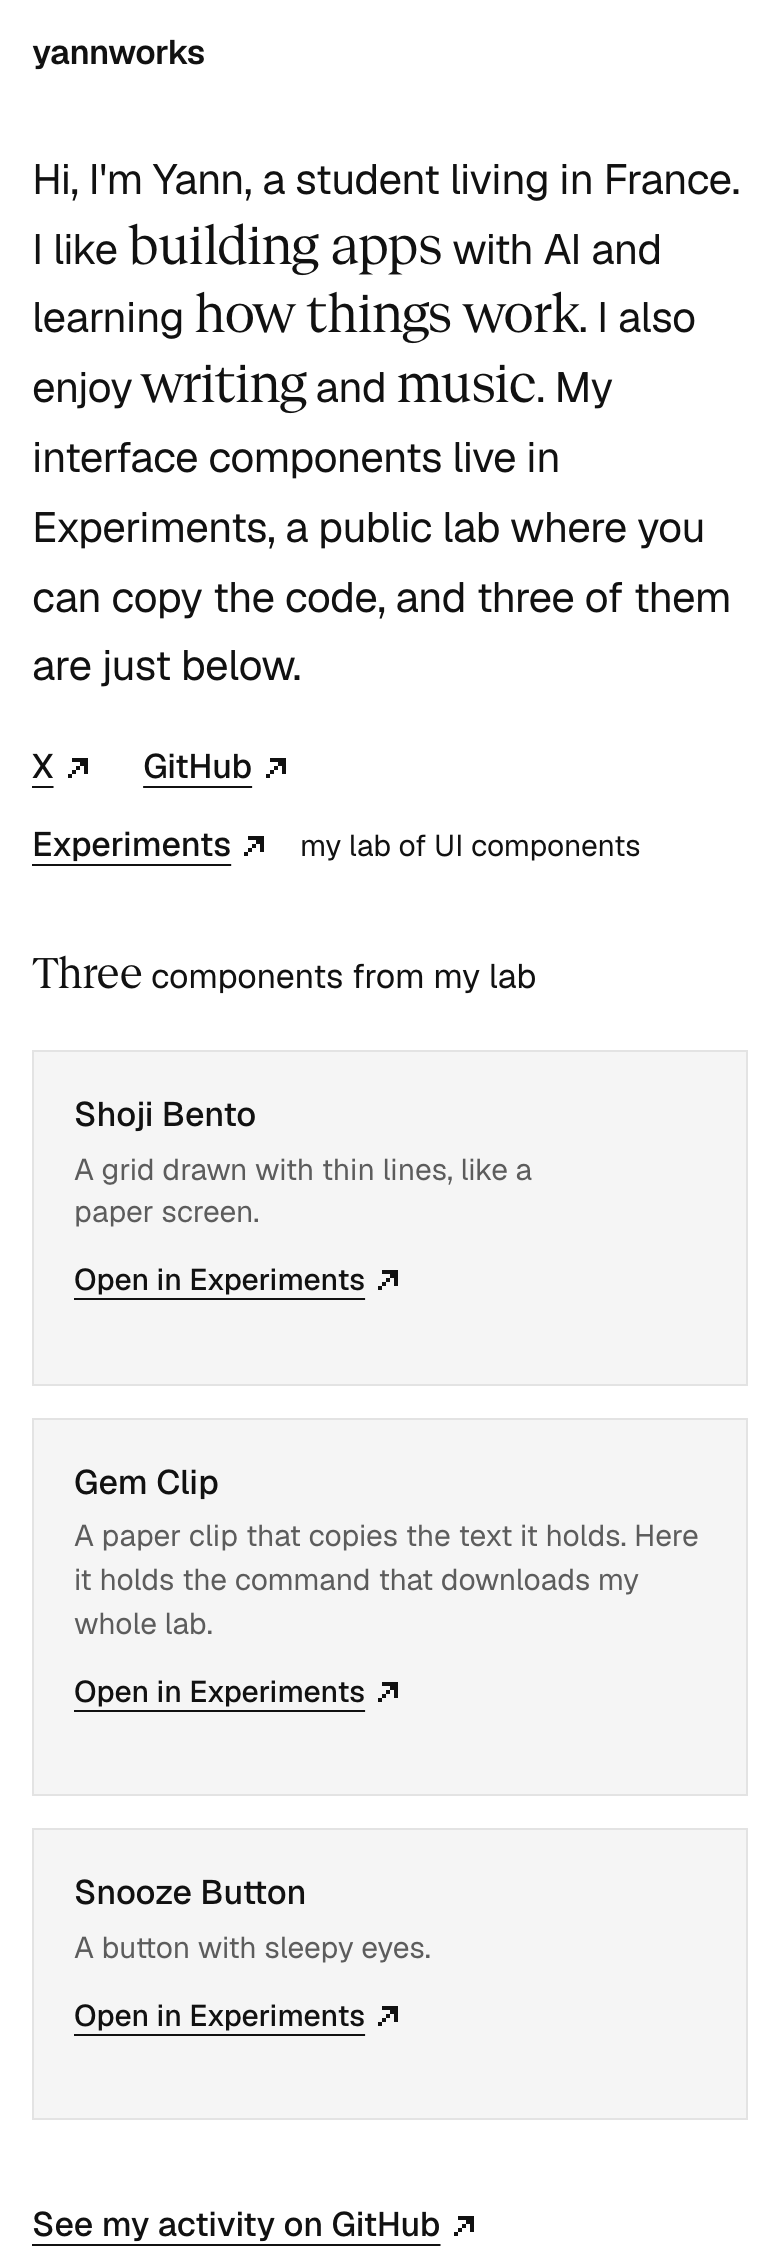 yannworks
Hi, I'm Yann, a student living in France.
I like building apps with AI and
learning how things work. I also
enjoy writing and music. My
interface components live in
Experiments, a public lab where you
can copy the code, and three of them
are just below.
X GitHub
Experiments my lab of UI components
Three components from my lab
Shoji Bento
A grid drawn with thin lines, like a
paper screen.
Open in Experiments
Gem Clip
A paper clip that copies the text it holds. Here
it holds the command that downloads my
whole lab.
Open in Experiments
Snooze Button
A button with sleepy eyes.
Open in Experiments
See my activity on GitHub